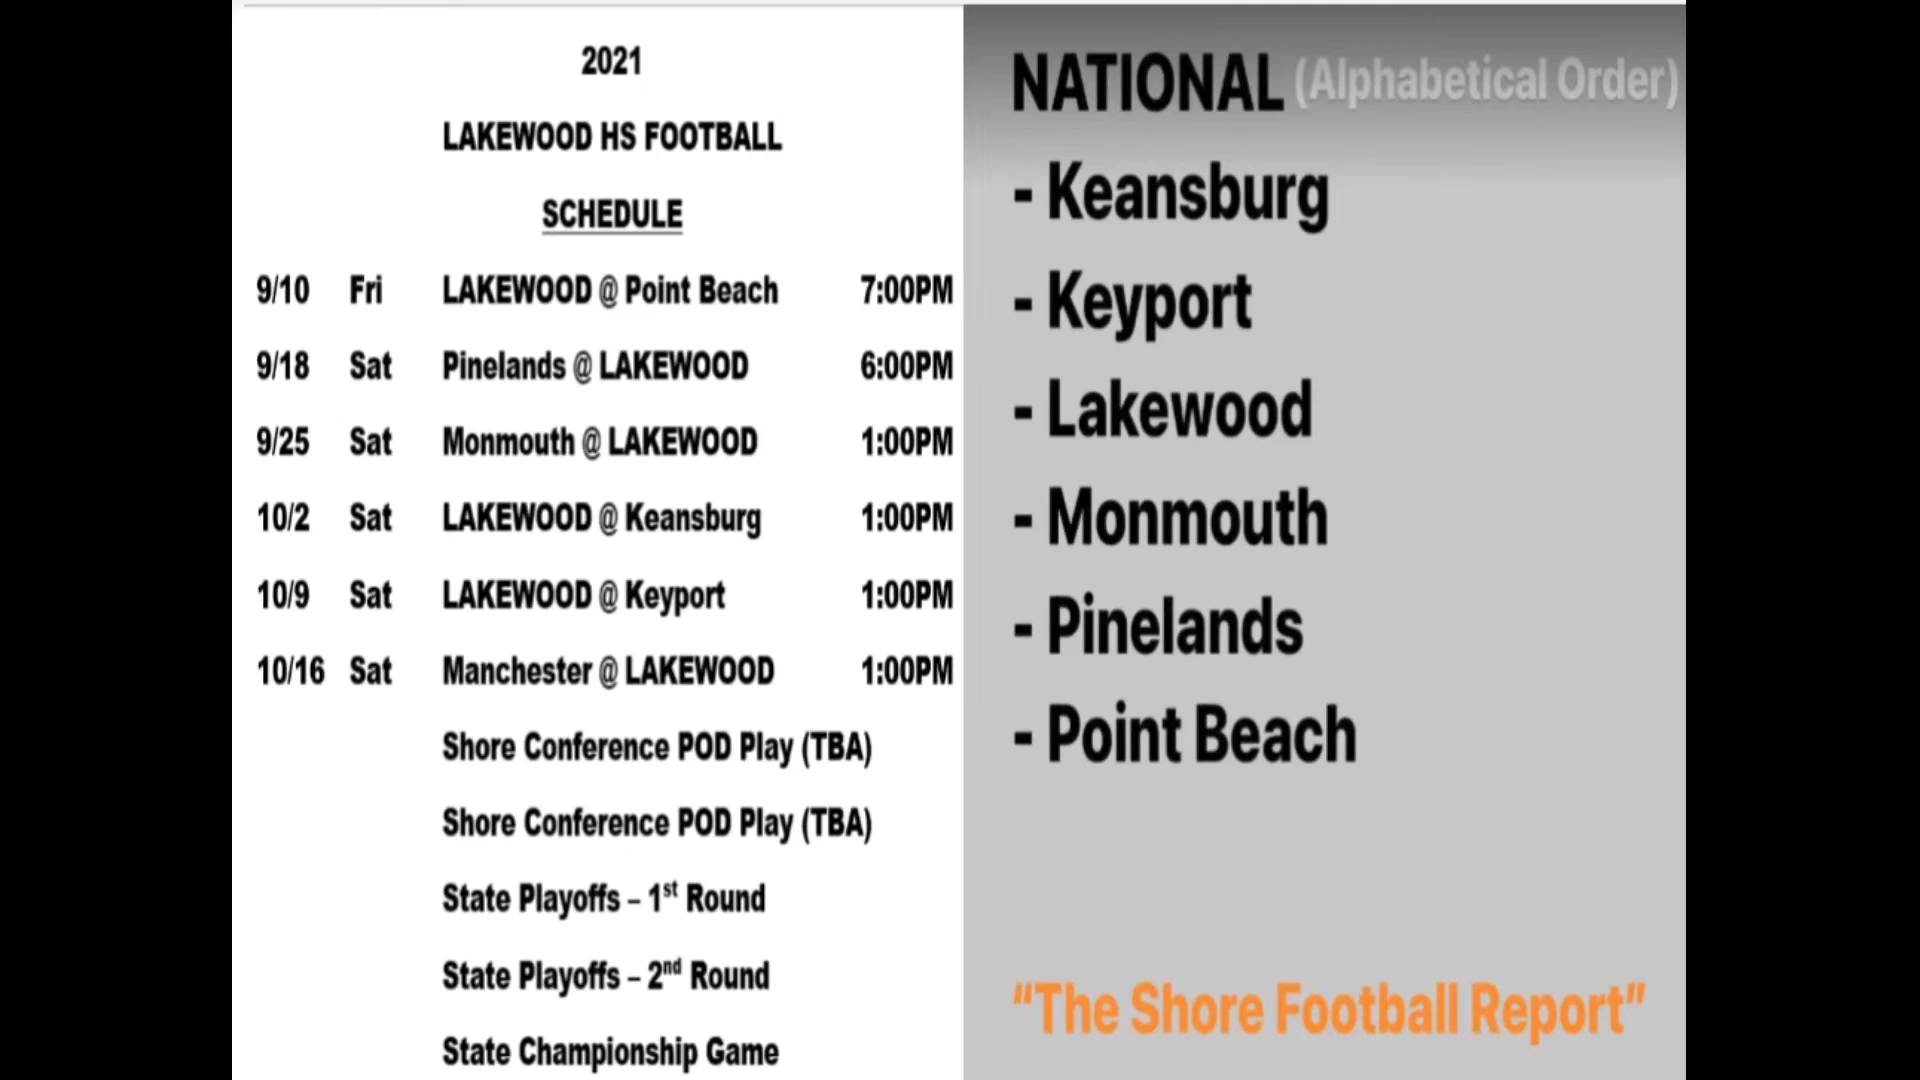 2021
LAKEWOOD HS FOOTBALL
SCHEDULE
9/10 Fri LAKEWOOD @ Point Beach 7:00PM
9/18 Sat Pinelands @ LAKEWOOD 6:00PM
9/25 Sat Monmouth @ LAKEWOOD 1:00PM
10/2 Sat LAKEWOOD @ Keansburg 1:00PM
10/9 Sat LAKEWOOD @ Keyport 1:00PM
10/16 Sat Manchester @ LAKEWOOD 1:00PM
Shore Conference POD Play (TBA)
Shore Conference POD Play (TBA)
State Playoffs – 1st Round
State Playoffs – 2nd Round
State Championship Game
NATIONAL (Alphabetical Order)
- Keansburg
- Keyport
- Lakewood
- Monmouth
- Pinelands
- Point Beach
“The Shore Football Report”